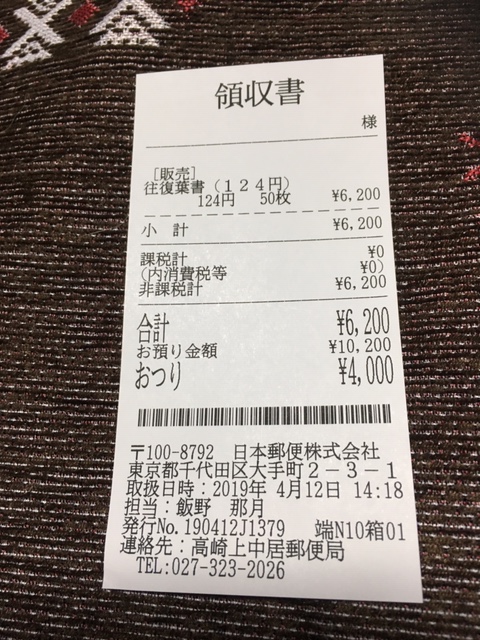 領収書
様
[販売]
往復葉書(124円)
124円 50枚 ¥6,200
小 計 ¥6,200
課税計 ¥0
(内消費税等 ¥0)
非課税計 ¥6,200
合計 ¥6,200
お預り金額 ¥10,200
おつり ¥4,000
〒100-8792 日本郵便株式会社
東京都千代田区大手町2-3-1
取扱日時:2019年 4月12日 14:18
担当:飯野 那月
発行No.190412J1379 端N10箱01
連絡先:高崎上中居郵便局
TEL:027-323-2026